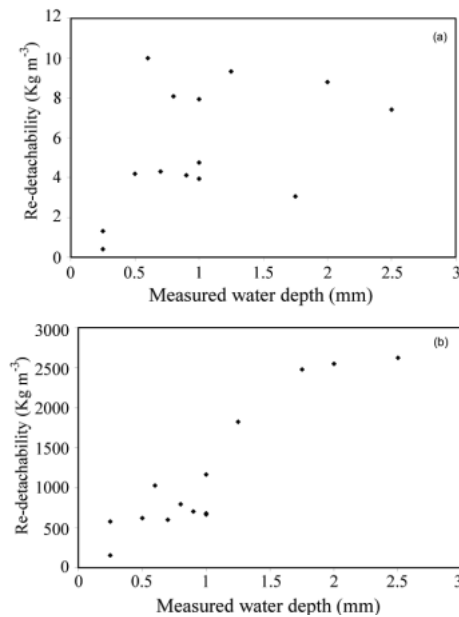 (a)
Re-detachability (Kg m-3)
12
10
8
6
4
2
0
0 0.5 1 1.5 2 2.5 3
Measured water depth (mm)
(b)
Re-detachability (Kg m-3)
3000
2500
2000
1500
1000
500
0
0 0.5 1 1.5 2 2.5 3
Measured water depth (mm)